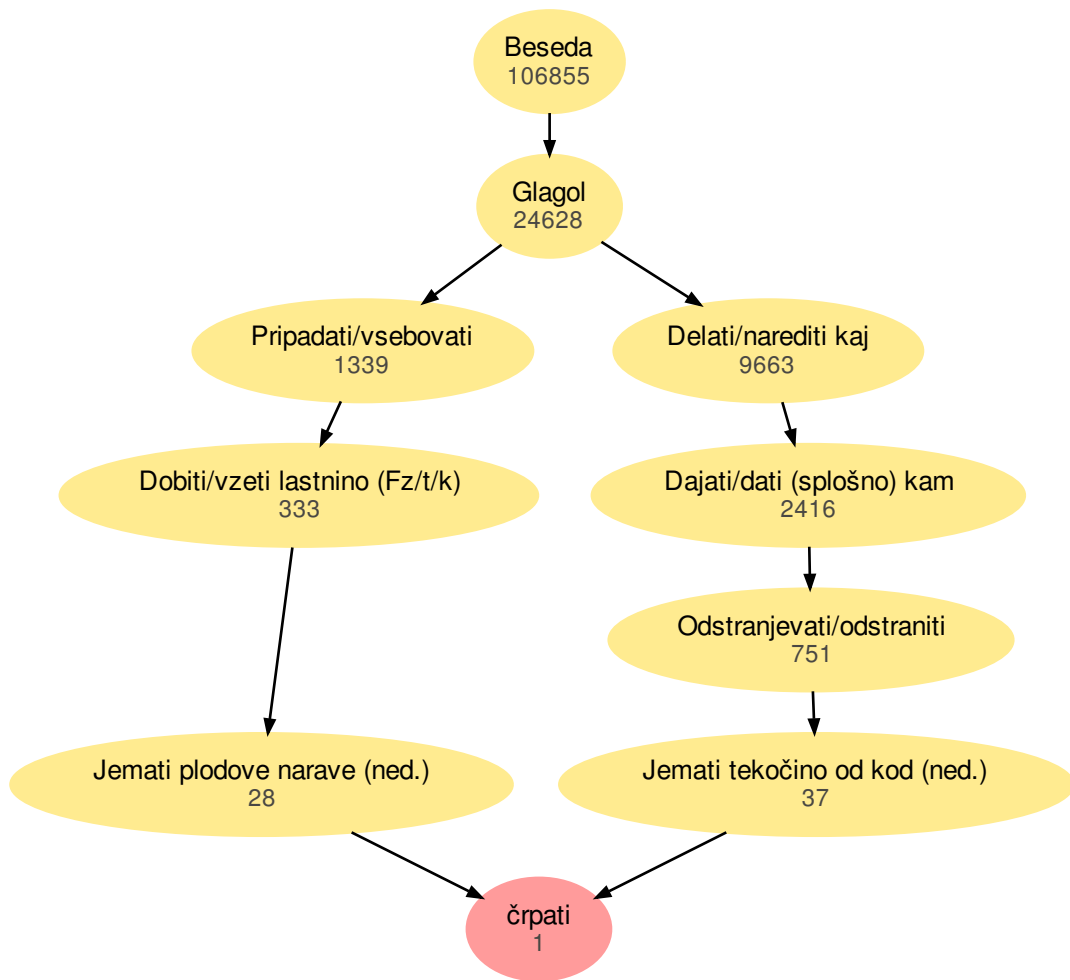 Beseda
106855
Glagol
24628
Pripadati/vsebovati
1339
Delati/narediti kaj
9663
Dobiti/vzeti lastnino (Fz/t/k)
333
Dajati/dati (splošno) kam
2416
Odstranjevati/odstraniti
751
Jemati plodove narave (ned.)
28
Jemati tekočino od kod (ned.)
37
črpati
1